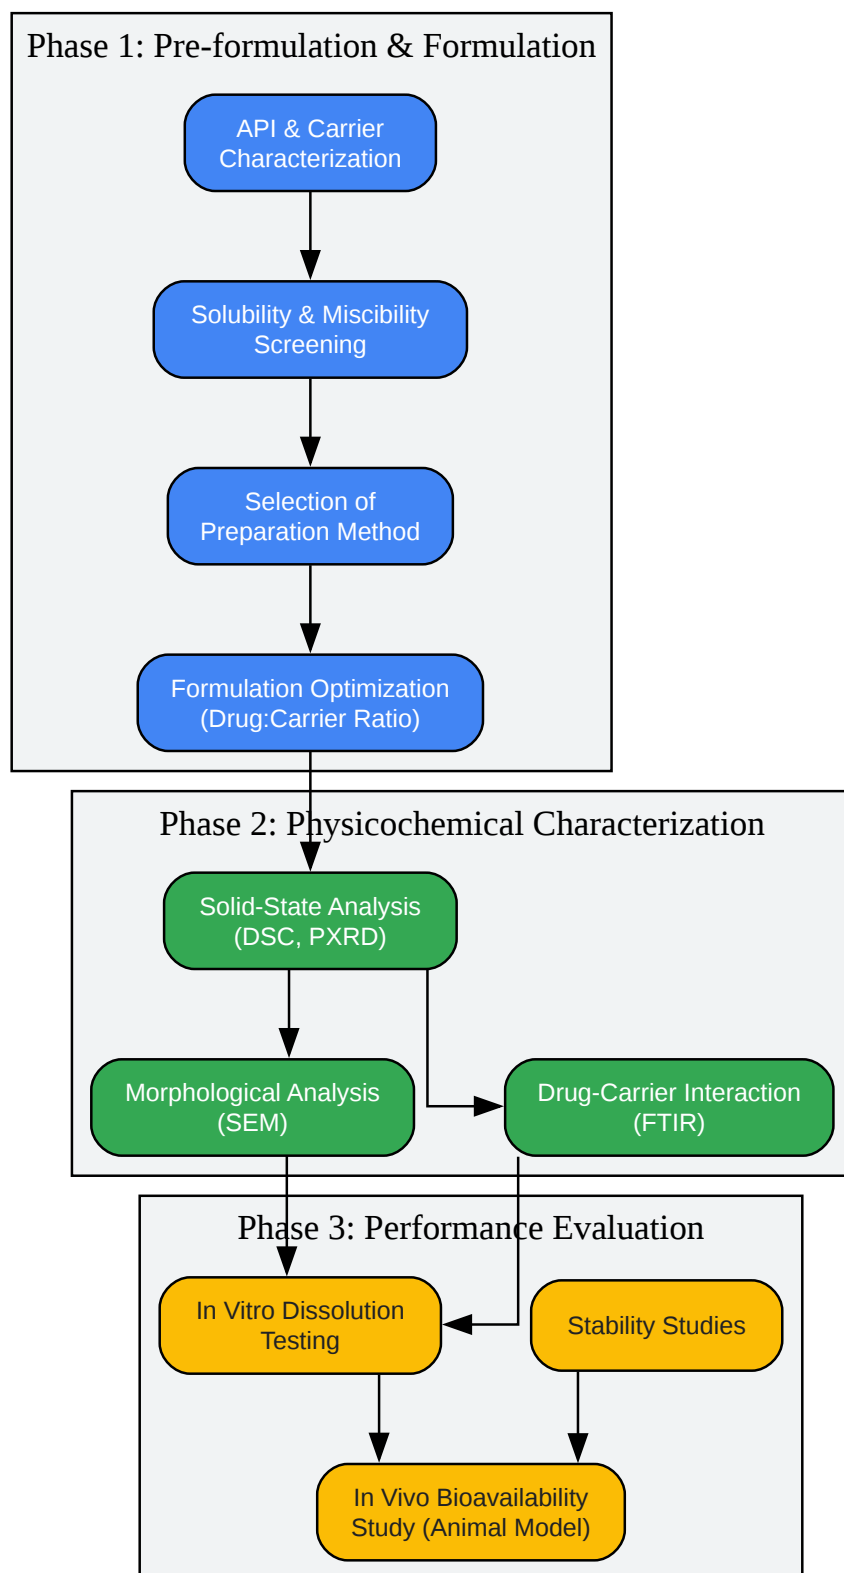 Phase 1: Pre-formulation & Formulation
API & Carrier
Characterization
Solubility & Miscibility
Screening
Selection of
Preparation Method
Formulation Optimization
(Drug:Carrier Ratio)
Phase 2: Physicochemical Characterization
Solid-State Analysis
(DSC, PXRD)
Morphological Analysis
(SEM)
Drug-Carrier Interaction
(FTIR)
Phase 3: Performance Evaluation
In Vitro Dissolution
Testing
Stability Studies
In Vivo Bioavailability
Study (Animal Model)